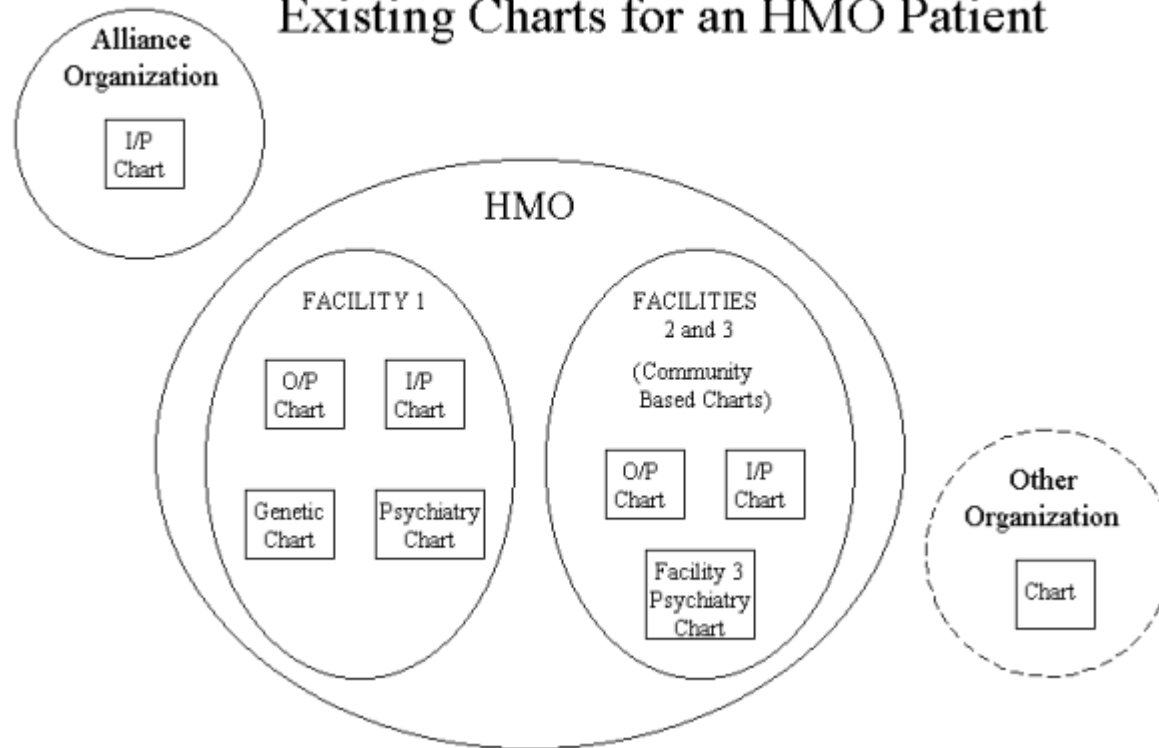 Existing Charts for an HMO Patient
Alliance
Organization
I/P
Chart
HMO
FACILITY 1
O/P
Chart
I/P
Chart
Genetic
Chart
Psychiatry
Chart
FACILITIES
2 and 3
(Community
Based Charts)
O/P
Chart
I/P
Chart
Facility 3
Psychiatry
Chart
Other
Organization
Chart